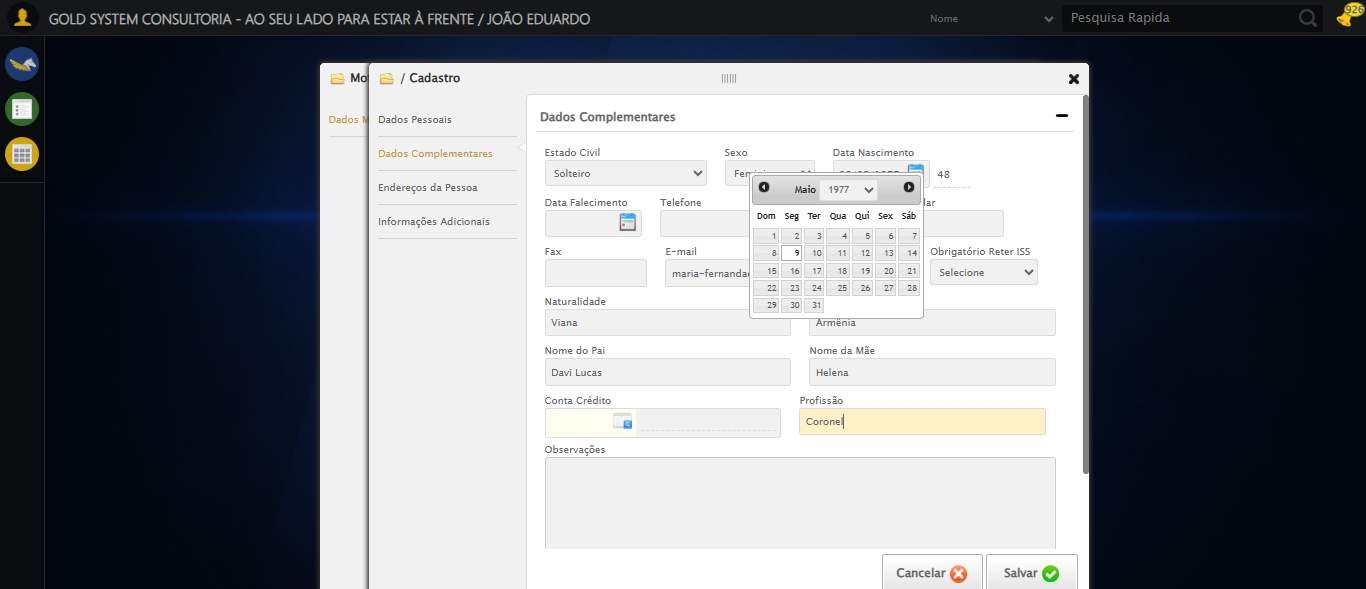 GOLD SYSTEM CONSULTORIA - AO SEU LADO PARA ESTAR À FRENTE / JOÃO EDUARDO
Nome
Pesquisa Rapida
926
/ Cadastro
Dados Pessoais
Dados Complementares
Endereços da Pessoa
Informações Adicionais
Dados Complementares
Estado Civil Sexo Data Nascimento
Solteiro 48
Maio 1977
Dom Seg Ter Qua Qui Sex Sáb
1 2 3 4 5 6 7
8 9 10 11 12 13 14
15 16 17 18 19 20 21
22 23 24 25 26 27 28
29 30 31
Data Falecimento Telefone
Fax E-mail Obrigatório Reter ISS
maria-fernanda Selecione
Naturalidade
Viana Armênia
Nome do Pai Nome da Mãe
Davi Lucas Helena
Conta Crédito Profissão
Coronel
Observações
Cancelar Salvar